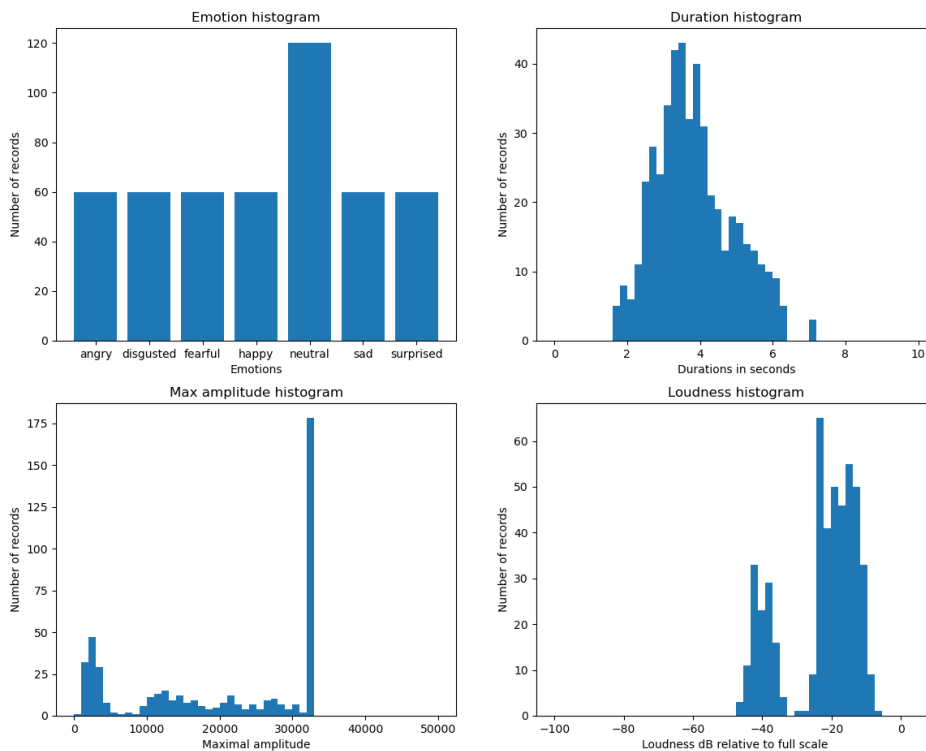 Emotion histogram
Number of records
120
100
80
60
40
20
0
angry disgusted fearful happy neutral sad surprised
Emotions
Duration histogram
Number of records
40
30
20
10
0
0 2 4 6 8 10
Durations in seconds
Max amplitude histogram
Number of records
175
150
125
100
75
50
25
0
0 10000 20000 30000 40000 50000
Maximal amplitude
Loudness histogram
Number of records
60
50
40
30
20
10
0
−100 −80 −60 −40 −20 0
Loudness dB relative to full scale